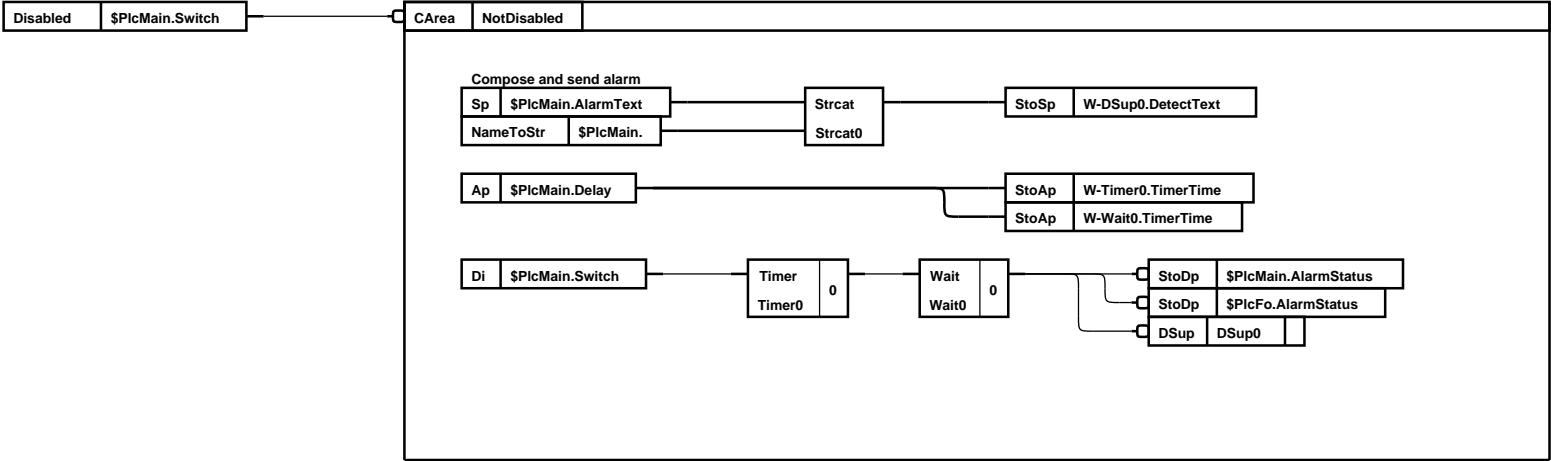 Disabled $PlcMain.Switch CArea NotDisabled
Compose and send alarm
Sp $PlcMain.AlarmText Strcat StoSp W-DSup0.DetectText
NameToStr $PlcMain. Strcat0
Ap $PlcMain.Delay StoAp W-Timer0.TimerTime
StoAp W-Wait0.TimerTime
Di $PlcMain.Switch Timer 0 Wait 0 StoDp $PlcMain.AlarmStatus
Timer0 Wait0 StoDp $PlcFo.AlarmStatus
DSup DSup0